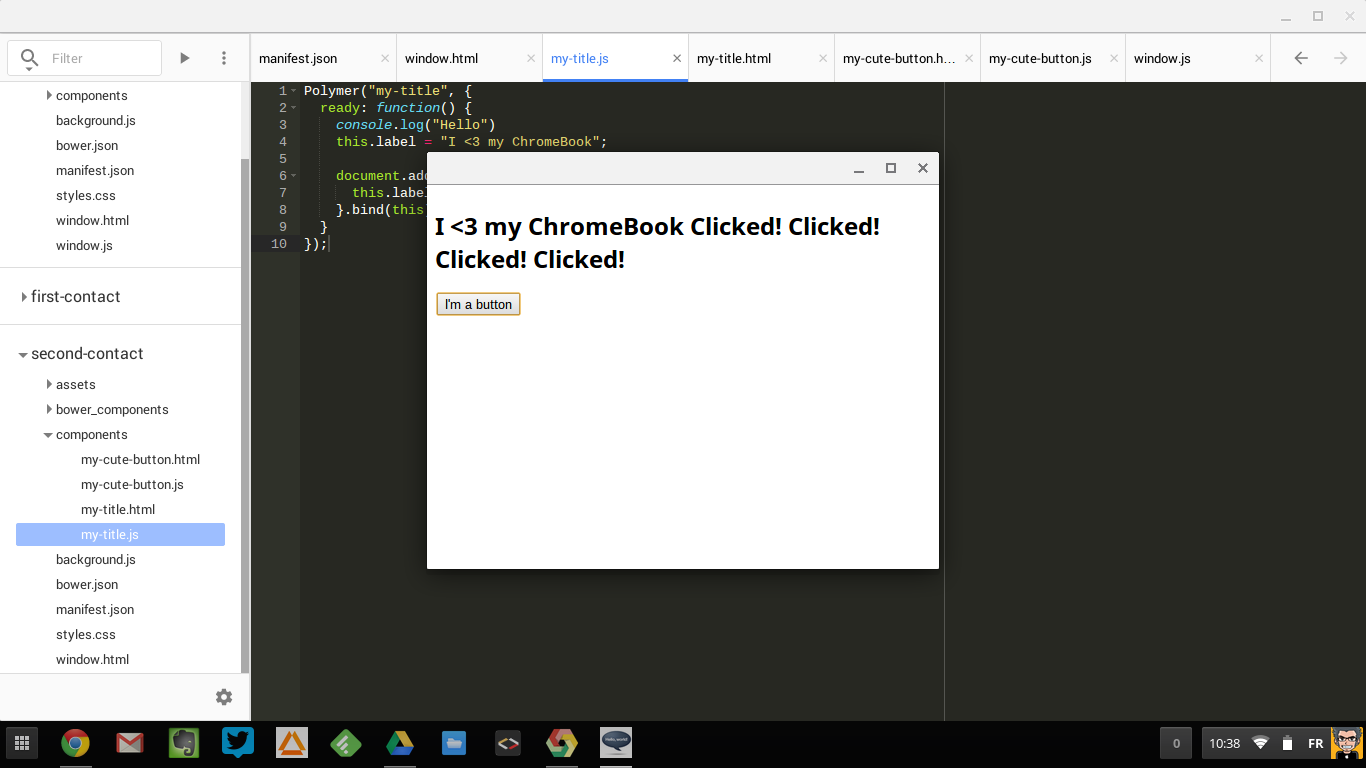 Filter
manifest.json
window.html
my-title.js
my-title.html
my-cute-button.h...
my-cute-button.js
window.js
components
background.js
bower.json
manifest.json
styles.css
window.html
window.js
first-contact
second-contact
assets
bower_components
components
my-cute-button.html
my-cute-button.js
my-title.html
my-title.js
background.js
bower.json
manifest.json
styles.css
window.html
1 Polymer("my-title", {
2 ready: function() {
3 console.log("Hello")
4 this.label = "I <3 my ChromeBook";
5
6 document.add
7 this.labe
8 }.bind(this
9 }
10 });
I <3 my ChromeBook Clicked! Clicked!
Clicked! Clicked!
I'm a button
0
10:38
FR